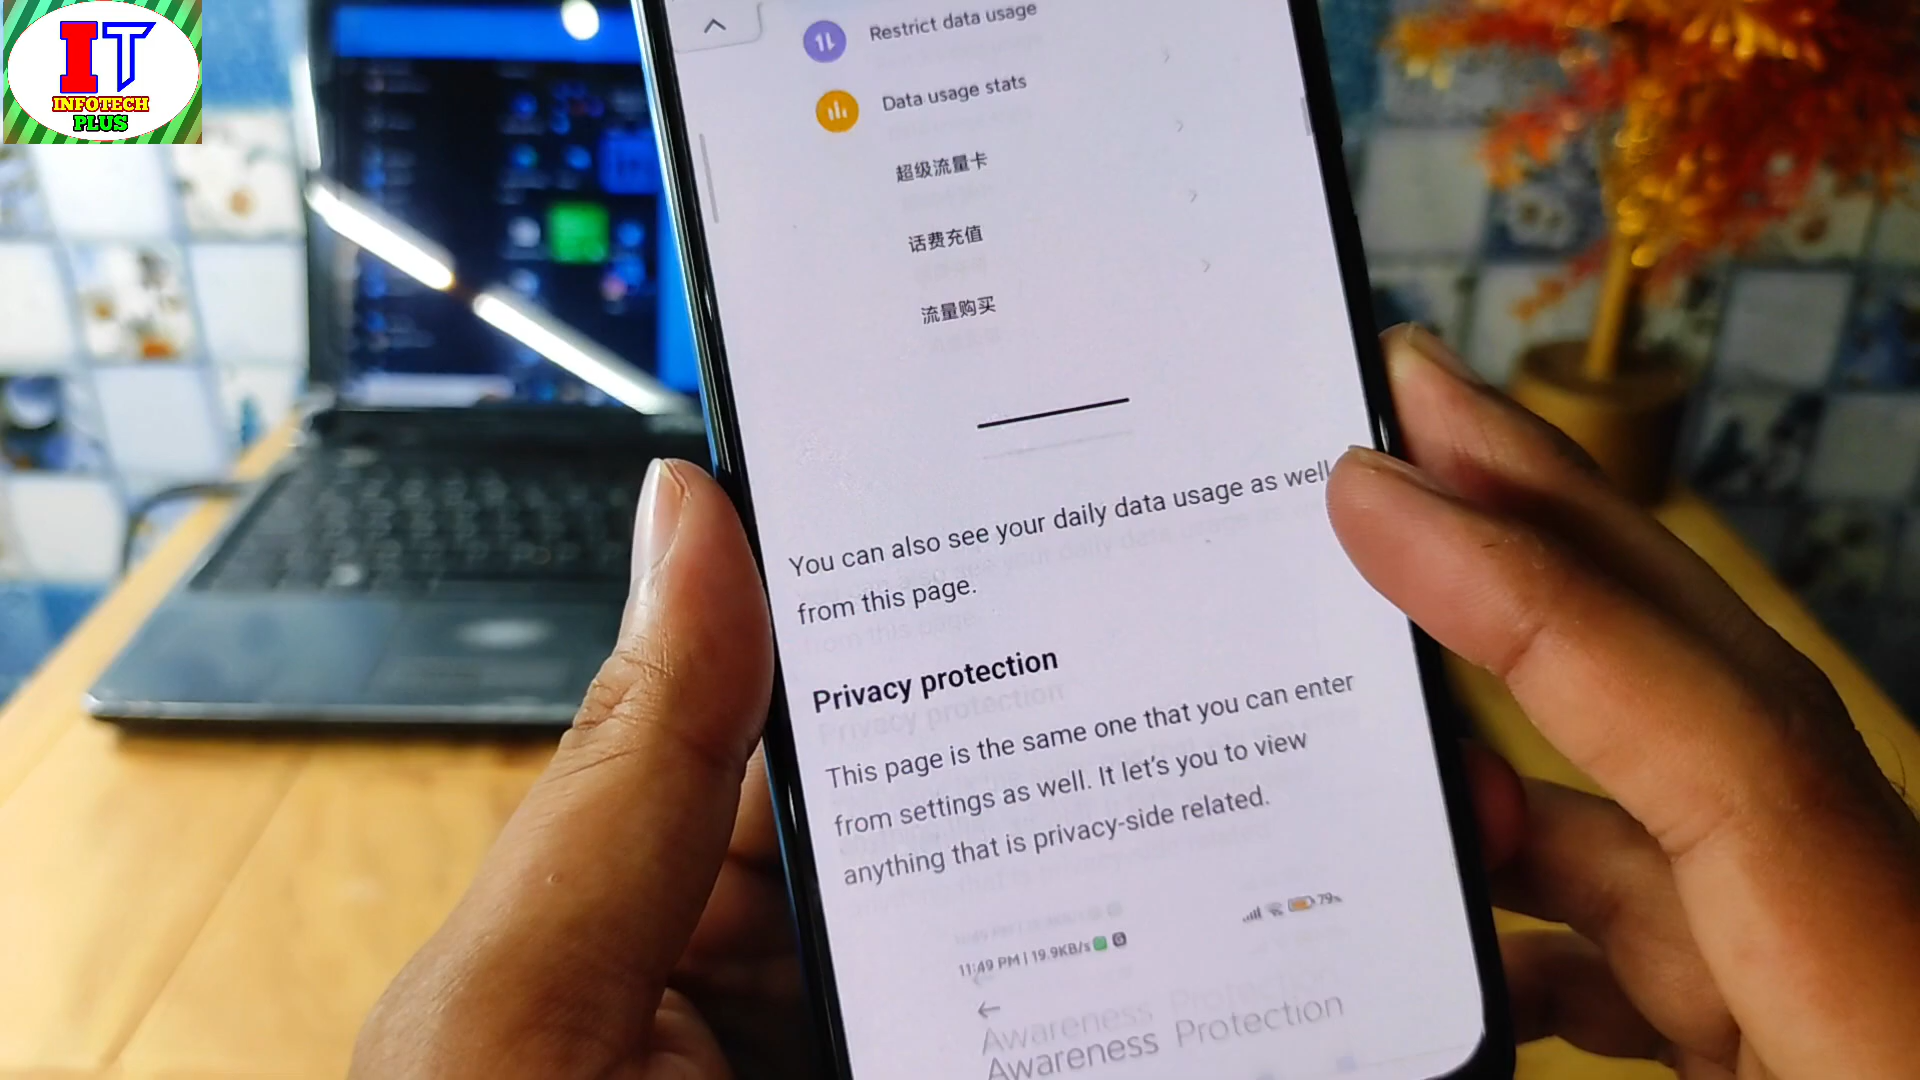 IT
INFOTECH
PLUS
Restrict data usage
Data usage stats
超级流量卡
话费充值
流量购买
You can also see your daily data usage as well
from this page.
Privacy protection
This page is the same one that you can enter
from settings as well. It let's you to view
anything that is privacy-side related.
11:49 PM | 19.9KB/s
79%
Awareness Protection